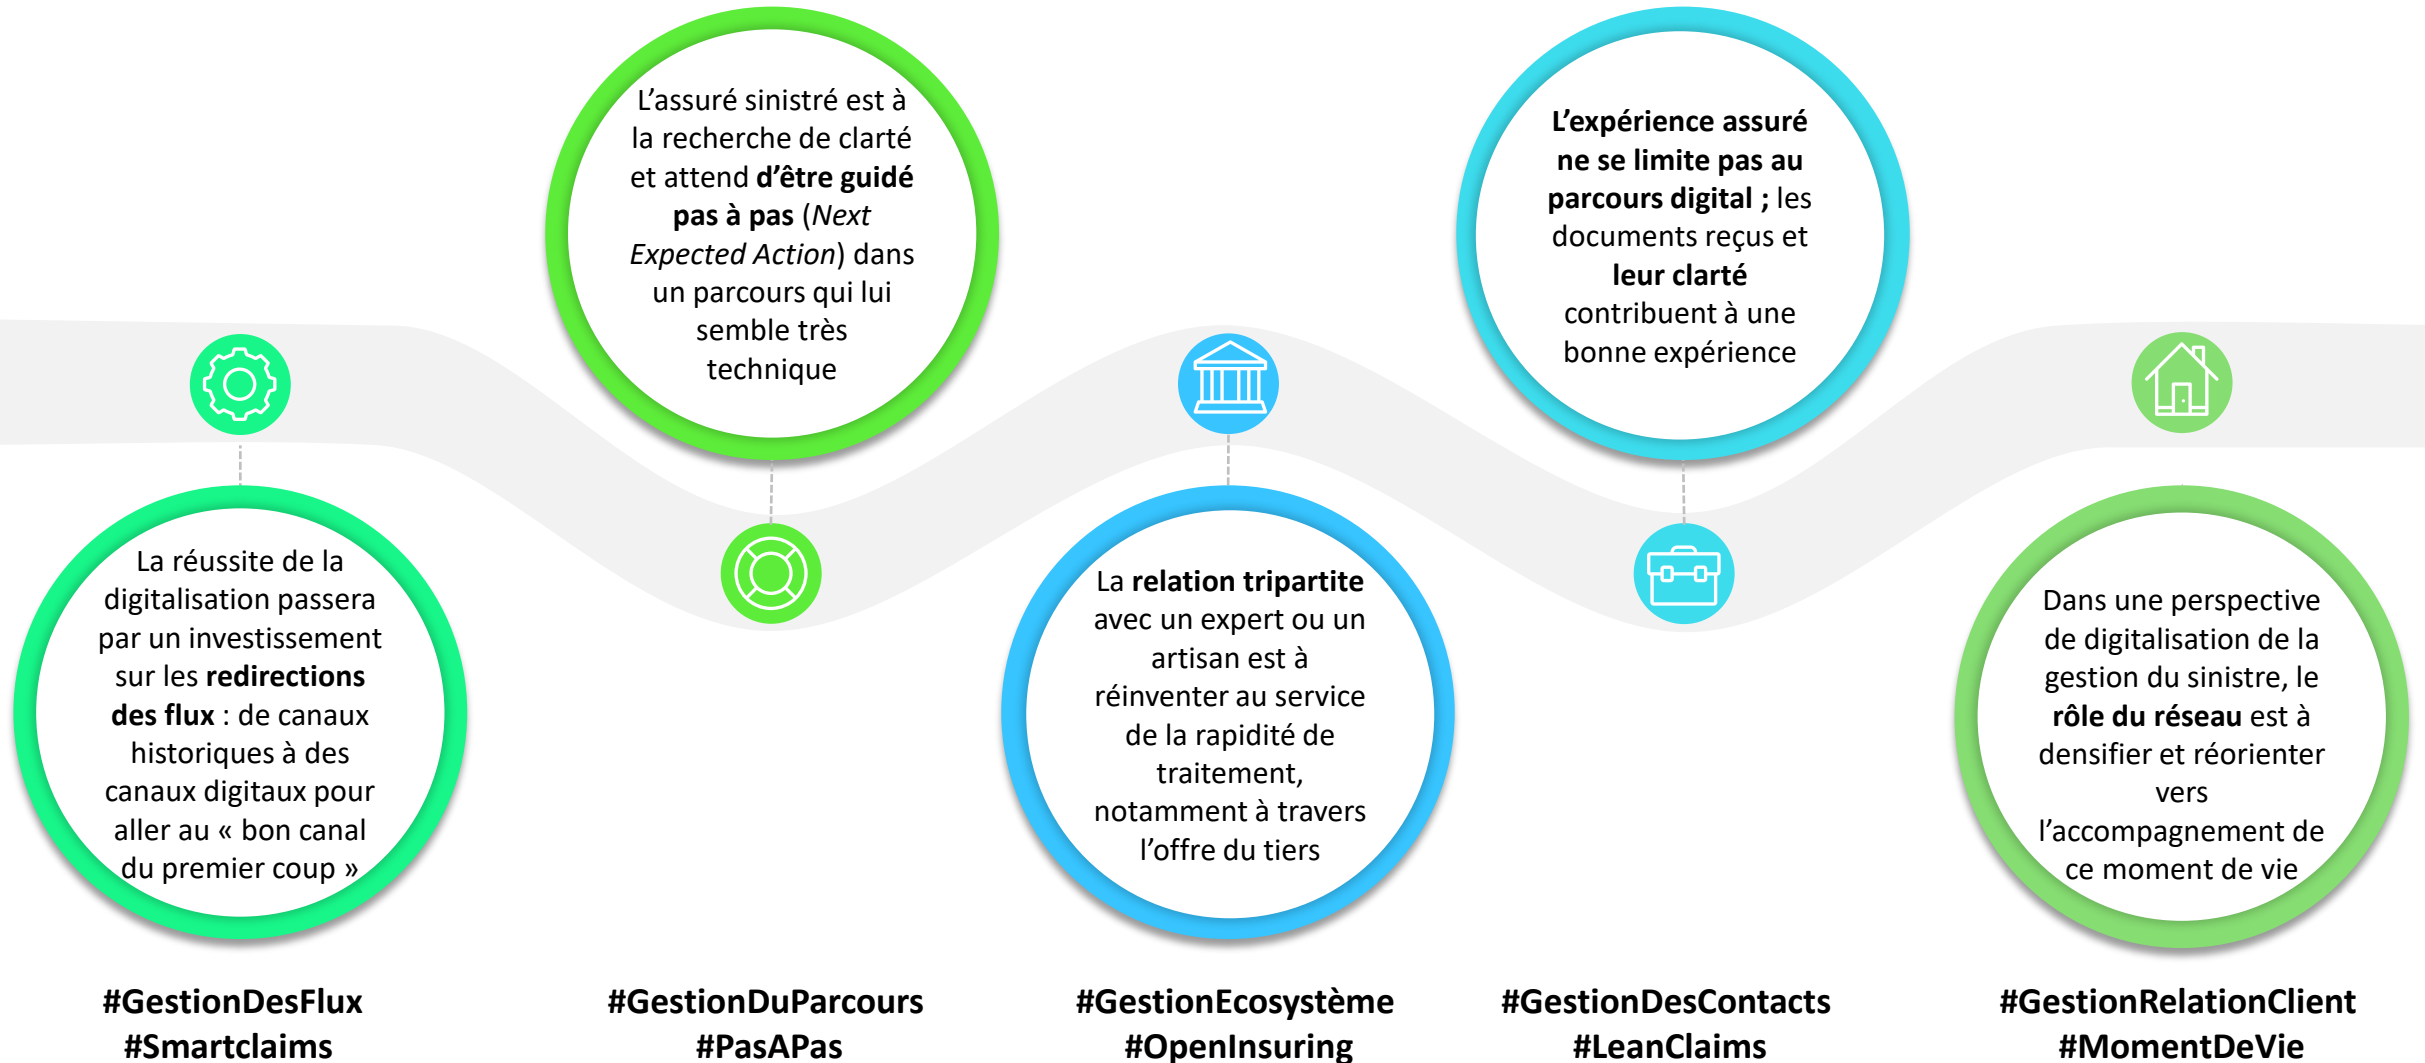 L'assuré sinistré est à
la recherche de clarté
et attend d'être guidé
pas à pas (Next
Expected Action) dans
un parcours qui lui
semble très
technique
L'expérience assuré
ne se limite pas au
parcours digital ; les
documents reçus et
leur clarté
contribuent à une
bonne expérience
La réussite de la
digitalisation passera
par un investissement
sur les redirections
des flux : de canaux
historiques à des
canaux digitaux pour
aller au « bon canal
du premier coup »
La relation tripartite
avec un expert ou un
artisan est à
réinventer au service
de la rapidité de
traitement,
notamment à travers
l'offre du tiers
Dans une perspective
de digitalisation de la
gestion du sinistre, le
rôle du réseau est à
densifier et réorienter
vers
l'accompagnement de
ce moment de vie
#GestionDesFlux
#Smartclaims
#GestionDuParcours
#PasAPas
#GestionEcosystème
#OpenInsuring
#GestionDesContacts
#LeanClaims
#GestionRelationClient
#MomentDeVie